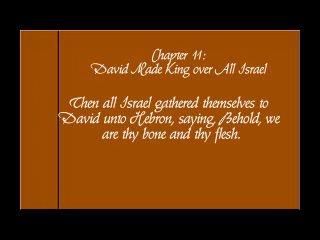 Chapter 11:
David Made King over All Israel
Then all Israel gathered themselves to
David unto Hebron, saying, Behold, we
are thy bone and thy flesh.